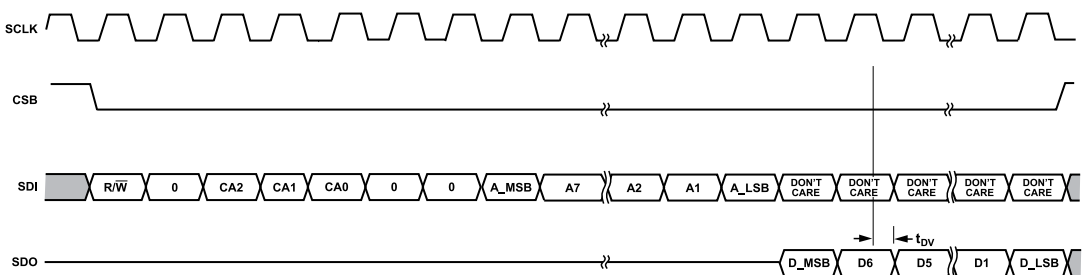 SCLK
CSB
SDI R/W̅ 0 CA2 CA1 CA0 0 0 A_MSB A7 A2 A1 A_LSB DON'T CARE DON'T CARE DON'T CARE DON'T CARE DON'T CARE
tDV
SDO D_MSB D6 D5 D1 D_LSB